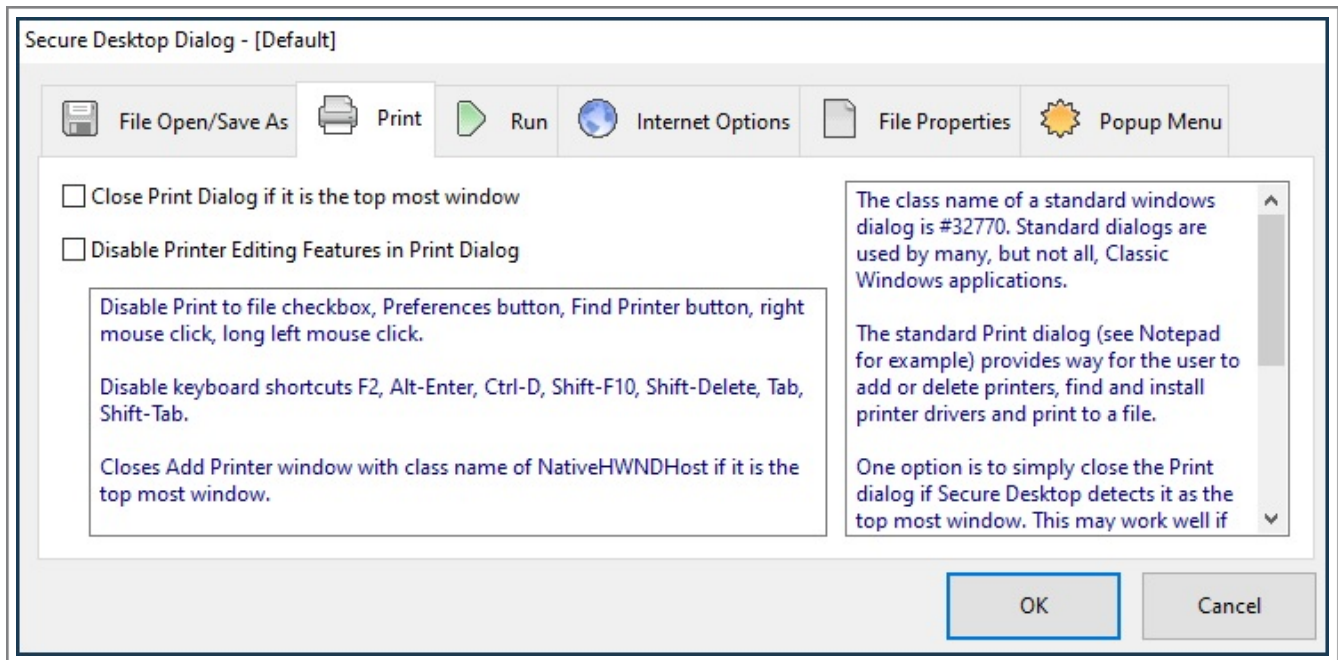 Secure Desktop Dialog - [Default]
File Open/Save As
Print
Run
Internet Options
File Properties
Popup Menu
Close Print Dialog if it is the top most window
Disable Printer Editing Features in Print Dialog
Disable Print to file checkbox, Preferences button, Find Printer button, right
mouse click, long left mouse click.
Disable keyboard shortcuts F2, Alt-Enter, Ctrl-D, Shift-F10, Shift-Delete, Tab,
Shift-Tab.
Closes Add Printer window with class name of NativeHWNDHost if it is the
top most window.
The class name of a standard windows
dialog is #32770. Standard dialogs are
used by many, but not all, Classic
Windows applications.
The standard Print dialog (see Notepad
for example) provides way for the user to
add or delete printers, find and install
printer drivers and print to a file.
One option is to simply close the Print
dialog if Secure Desktop detects it as the
top most window. This may work well if
OK
Cancel